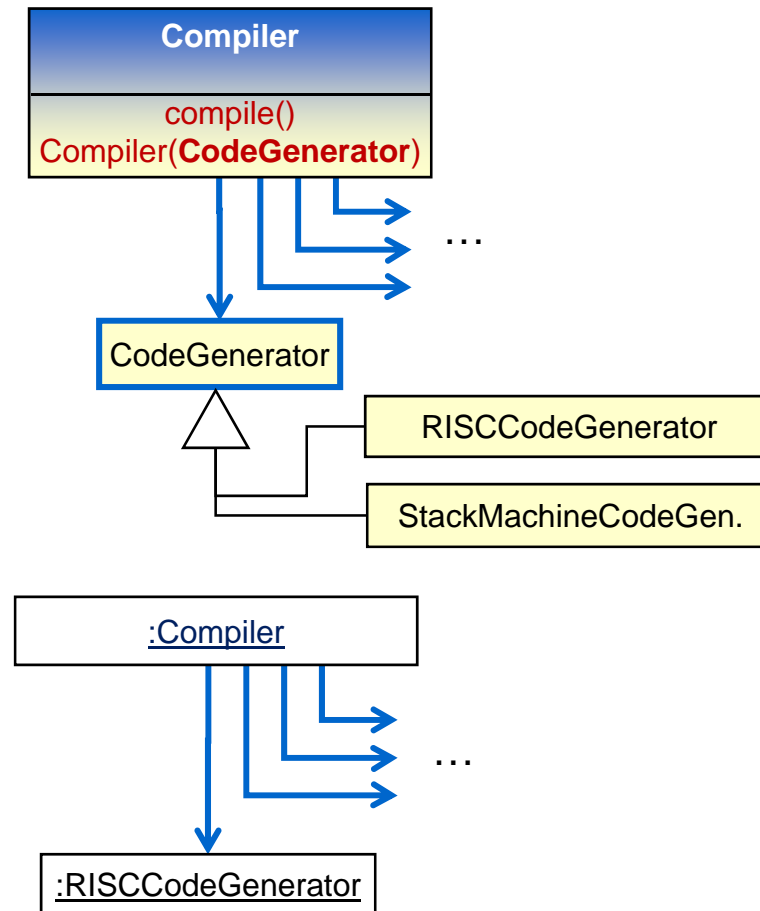 Compiler
compile()
Compiler(CodeGenerator)
...
CodeGenerator
RISCCodeGenerator
StackMachineCodeGen.
:Compiler
...
:RISCCodeGenerator